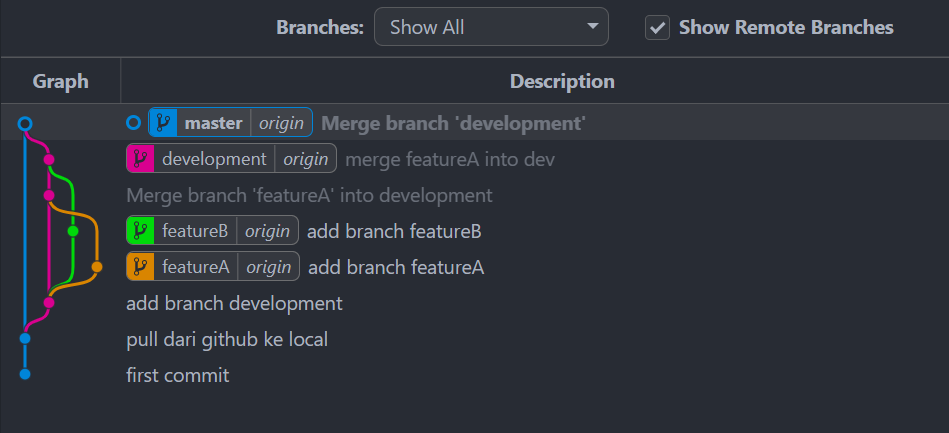 Branches: Show All Show Remote Branches
Graph Description
master origin Merge branch 'development'
development origin merge featureA into dev
Merge branch 'featureA' into development
featureB origin add branch featureB
featureA origin add branch featureA
add branch development
pull dari github ke local
first commit